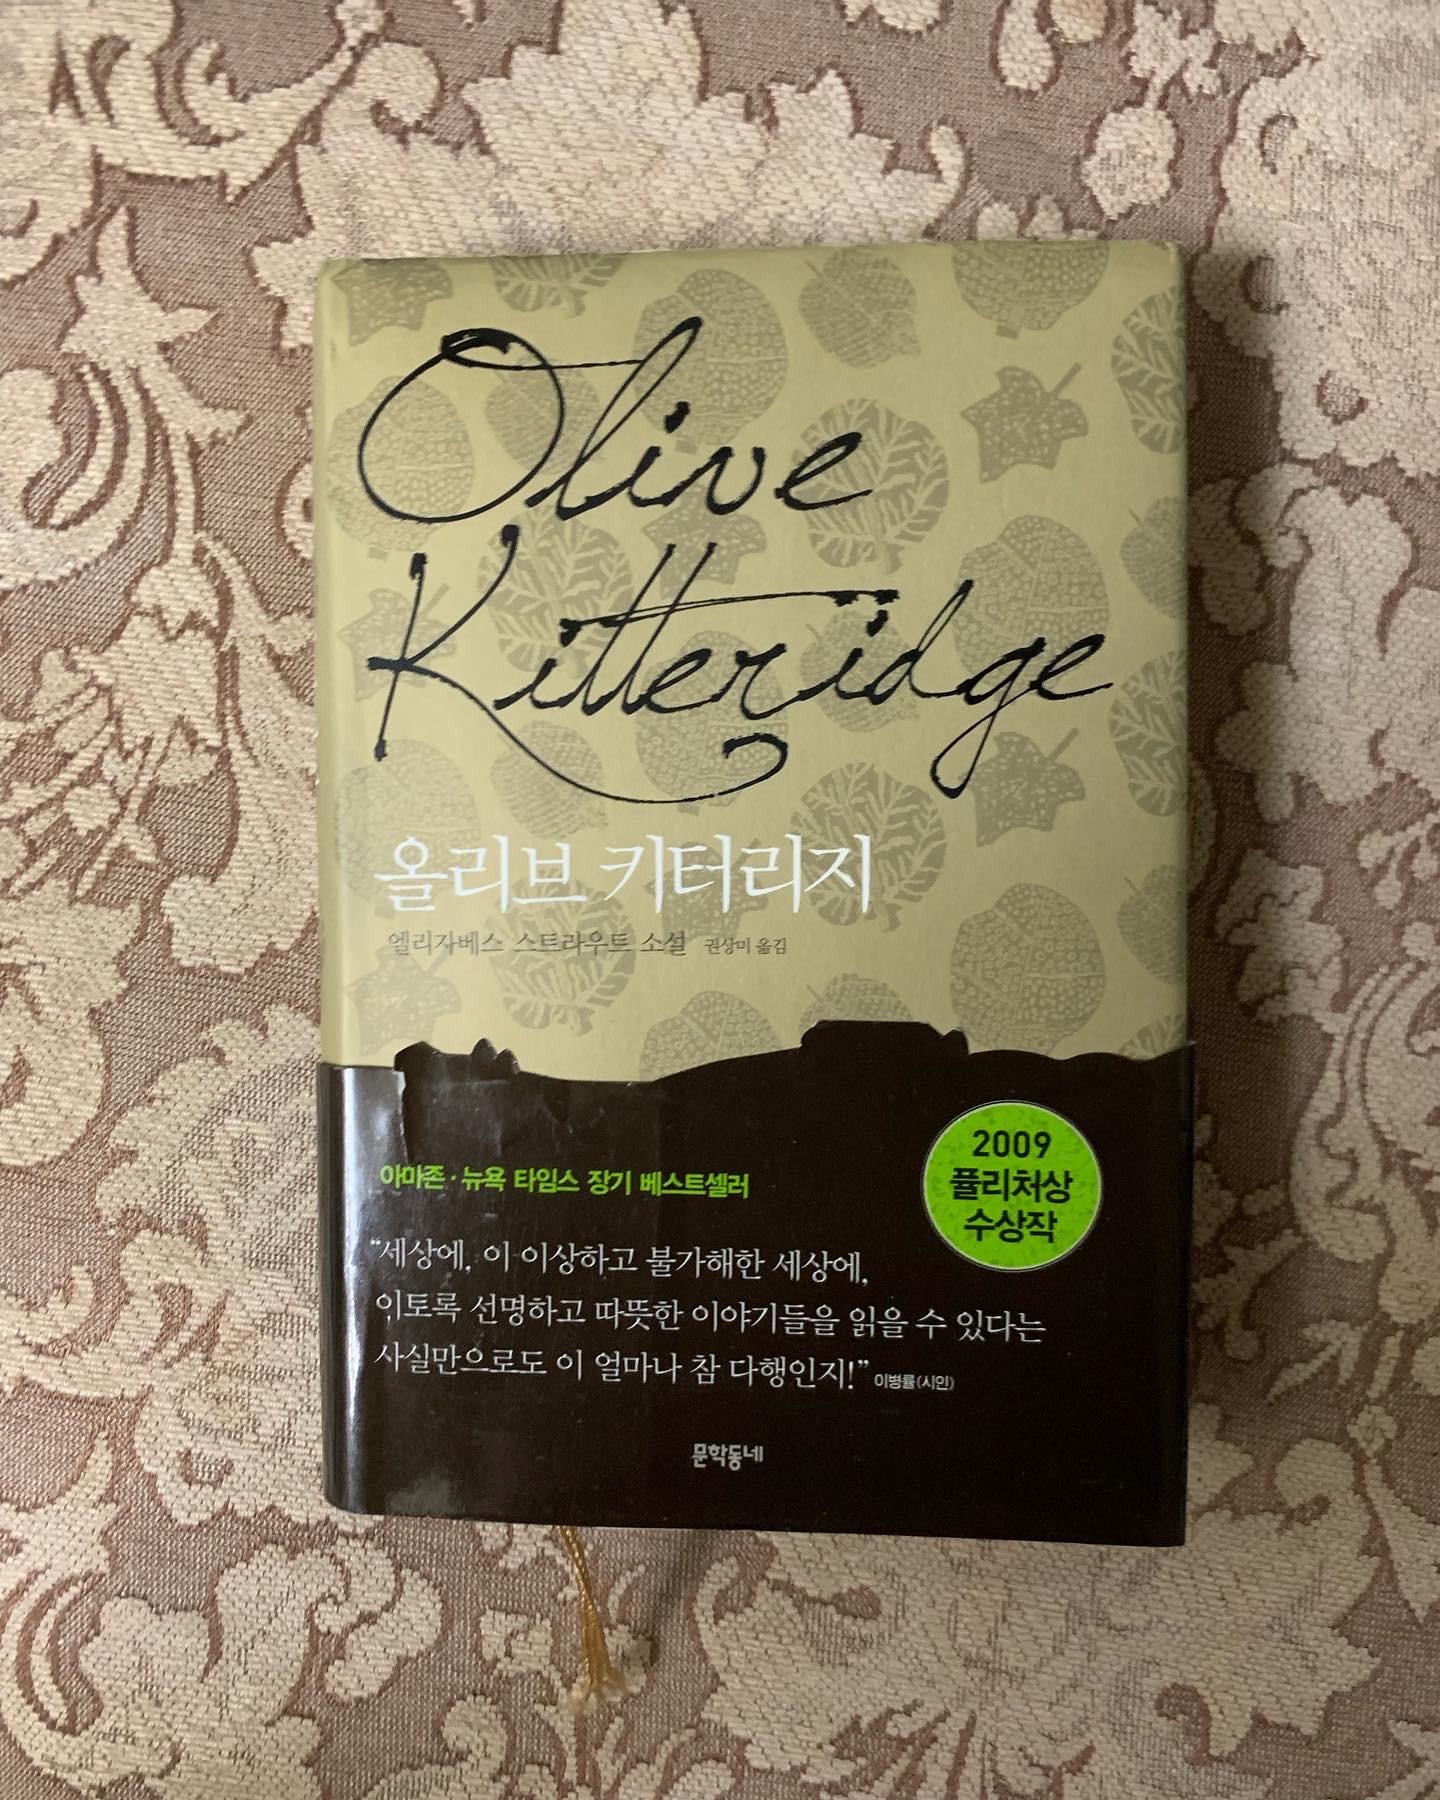 Olive
Kitteridge
올리브 키터리지
엘리자베스 스트라우트 소설 권상미 옮김
2009
퓰리처상
수상작
아마존·뉴욕 타임스 장기 베스트셀러
“세상에, 이 이상하고 불가해한 세상에,
이토록 선명하고 따뜻한 이야기들을 읽을 수 있다는
사실만으로도 이 얼마나 참 다행인지!” 이병률(시인)
문학동네